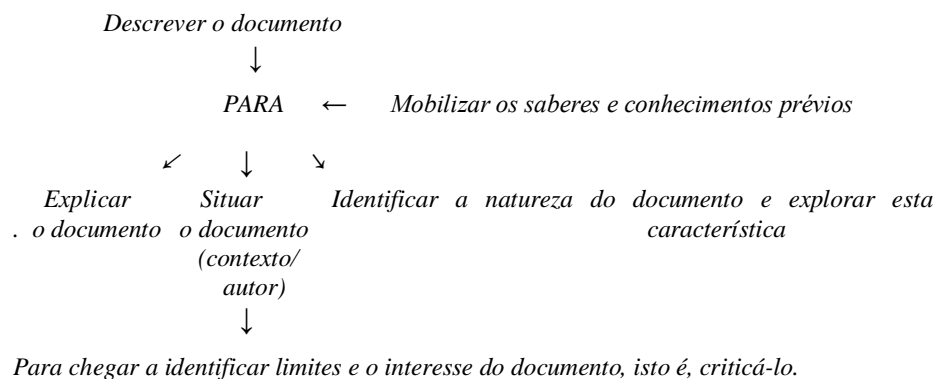 Descrever o documento
↓
PARA ← Mobilizar os saberes e conhecimentos prévios
↙ ↓ ↘
Explicar Situar Identificar a natureza do documento e explorar esta
. o documento o documento característica
(contexto/
autor)
↓
Para chegar a identificar limites e o interesse do documento, isto é, criticá-lo.